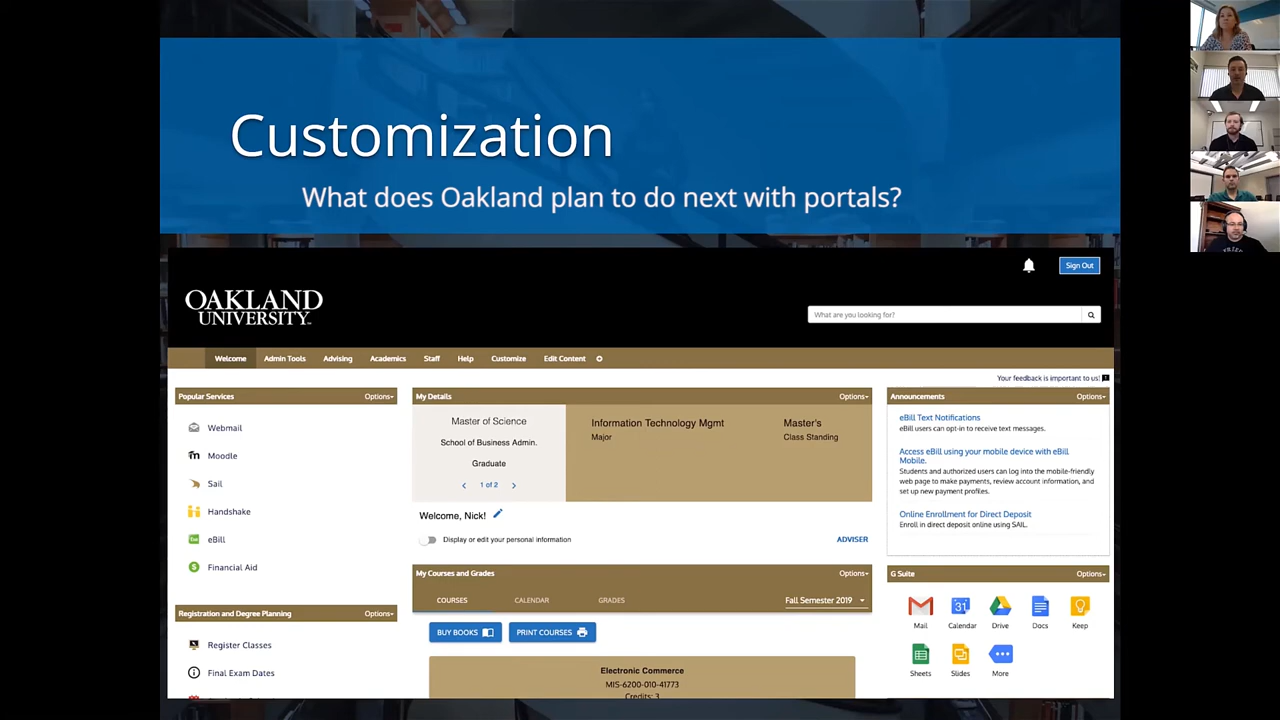 Customization
What does Oakland plan to do next with portals?
Sign Out
OAKLAND
UNIVERSITY™
What are you looking for?
Welcome Admin Tools Advising Academics Staff Help Customize Edit Content
Your feedback is important to us!
Popular Services Options
Webmail
Moodle
Sail
Handshake
eBill
Financial Aid
Registration and Degree Planning Options
Register Classes
Final Exam Dates
My Details Options
Master of Science
School of Business Admin.
Graduate
1 of 2
Information Technology Mgmt
Major
Master's
Class Standing
Welcome, Nick!
Display or edit your personal information
ADVISER
My Courses and Grades Options
COURSES CALENDAR GRADES Fall Semester 2019
BUY BOOKS PRINT COURSES
Electronic Commerce
MIS-6200-010-41773
Credits: 3
Announcements Options
eBill Text Notifications
eBill users can opt-in to receive text messages.
Access eBill using your mobile device with eBill
Mobile.
Students and authorized users can log into the mobile-friendly
web page to make payments, review account information, and
set up new payment profiles.
Online Enrollment for Direct Deposit
Enroll in direct deposit online using SAIL.
G Suite Options
31
Mail Calendar Drive Docs Keep
Sheets Slides More